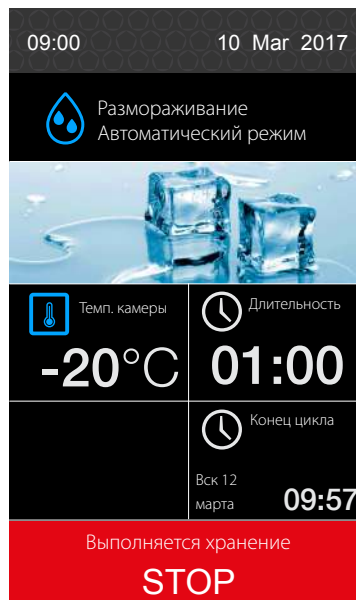 09:00 10 Mar 2017
Размораживание
Автоматический режим
Темп. камеры
-20°C
Длительность
01:00
Конец цикла
Вск 12
марта 09:57
Выполняется хранение
STOP